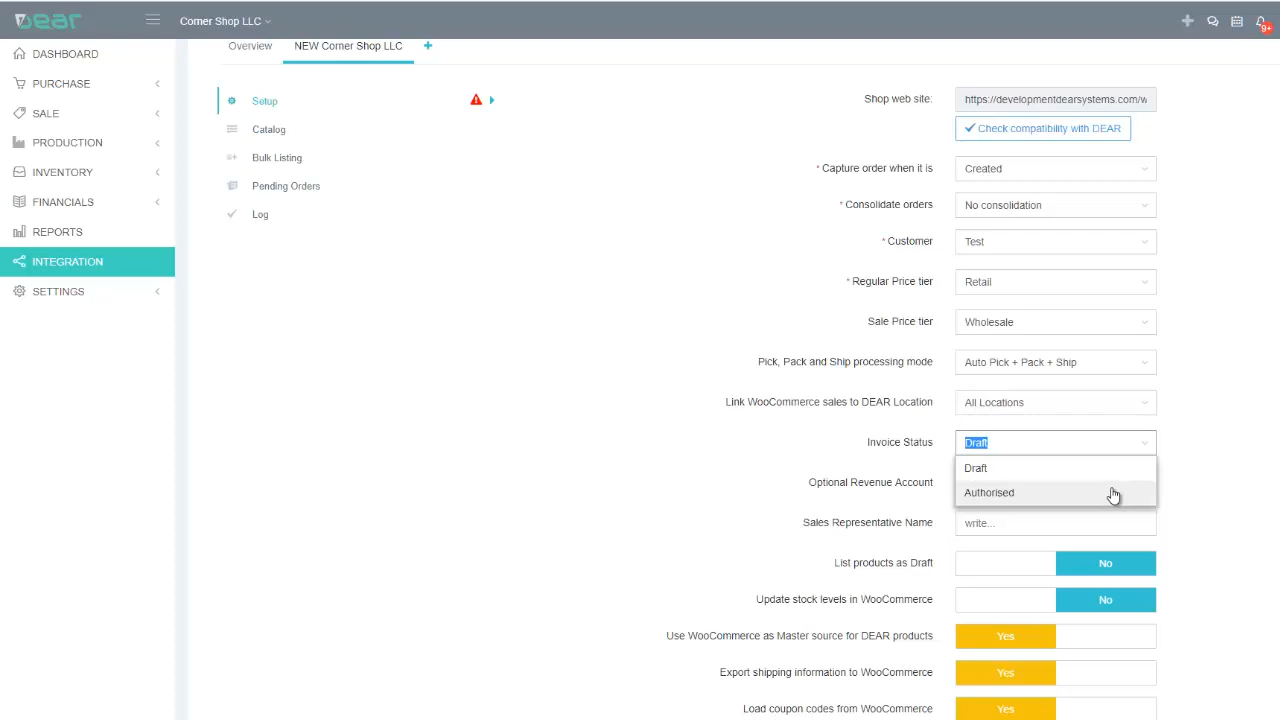 DEAR
Corner Shop LLC
9+
DASHBOARD
PURCHASE
SALE
PRODUCTION
INVENTORY
FINANCIALS
REPORTS
INTEGRATION
SETTINGS
Overview
NEW Corner Shop LLC
Setup
Catalog
Bulk Listing
Pending Orders
Log
Shop web site: https://developmentdearsystems.com/w
Check compatibility with DEAR
* Capture order when it is Created
* Consolidate orders No consolidation
* Customer Test
* Regular Price tier Retail
Sale Price tier Wholesale
Pick, Pack and Ship processing mode Auto Pick + Pack + Ship
Link WooCommerce sales to DEAR Location All Locations
Invoice Status Draft
Draft
Optional Revenue Account
Authorised
Sales Representative Name write...
List products as Draft No
Update stock levels in WooCommerce No
Use WooCommerce as Master source for DEAR products Yes
Export shipping information to WooCommerce Yes
Load coupon codes from WooCommerce Yes